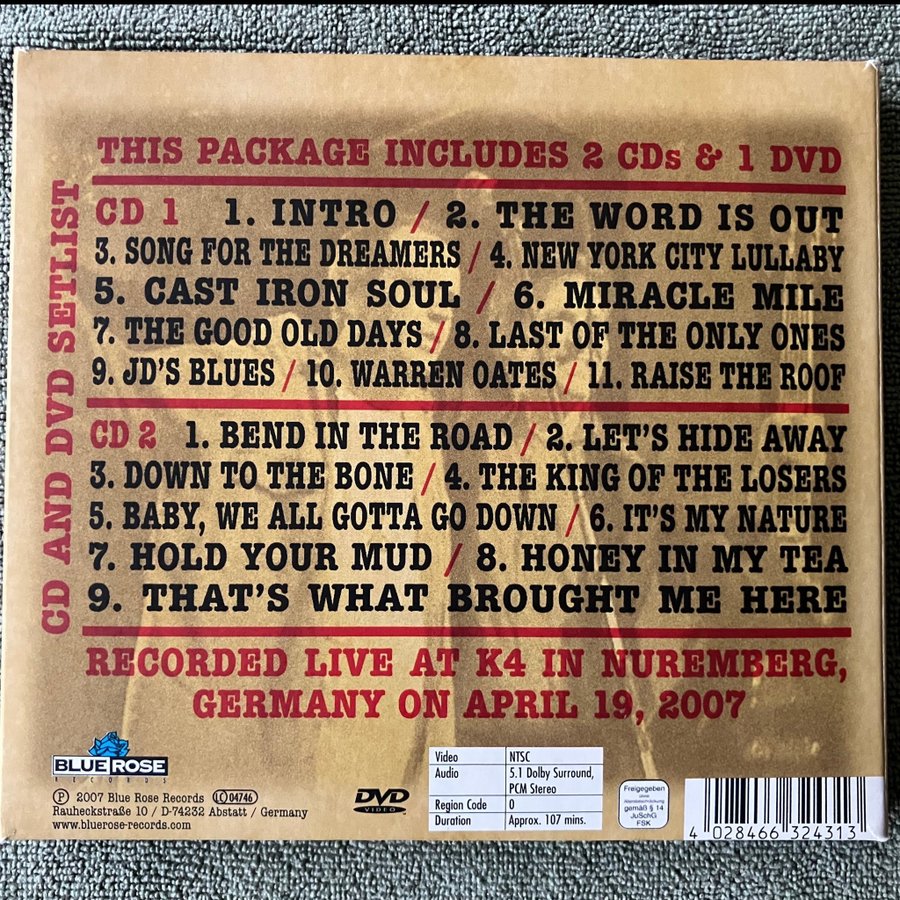 THIS PACKAGE INCLUDES 2 CDs & 1 DVD
CD AND DVD SETLIST
CD 1 1. INTRO / 2. THE WORD IS OUT
3. SONG FOR THE DREAMERS / 4. NEW YORK CITY LULLABY
5. CAST IRON SOUL / 6. MIRACLE MILE
7. THE GOOD OLD DAYS / 8. LAST OF THE ONLY ONES
9. JD'S BLUES / 10. WARREN OATES / 11. RAISE THE ROOF
CD 2 1. BEND IN THE ROAD / 2. LET'S HIDE AWAY
3. DOWN TO THE BONE / 4. THE KING OF THE LOSERS
5. BABY, WE ALL GOTTA GO DOWN / 6. IT'S MY NATURE
7. HOLD YOUR MUD / 8. HONEY IN MY TEA
9. THAT'S WHAT BROUGHT ME HERE
RECORDED LIVE AT K4 IN NUREMBERG,
GERMANY ON APRIL 19, 2007
BLUE ROSE
RECORDS
℗ 2007 Blue Rose Records LC 04746
Rauheckstraße 10 / D-74232 Abstatt / Germany
www.bluerose-records.com
DVD
VIDEO
Video NTSC
Audio 5.1 Dolby Surround,
PCM Stereo
Region Code 0
Duration Approx. 107 mins.
Freigegeben
ohne
Altersbeschränkung
gemäß § 14
JuSchG
FSK
4 028466 324313